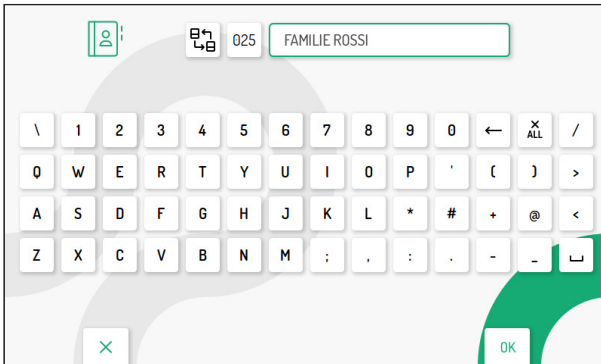 025 FAMILIE ROSSI
\ 1 2 3 4 5 6 7 8 9 0 ← × ALL /
Q W E R T Y U I O P ' ( ) >
A S D F G H J K L * # + @ <
Z X C V B N M ; , : . - _ ⌴
× OK